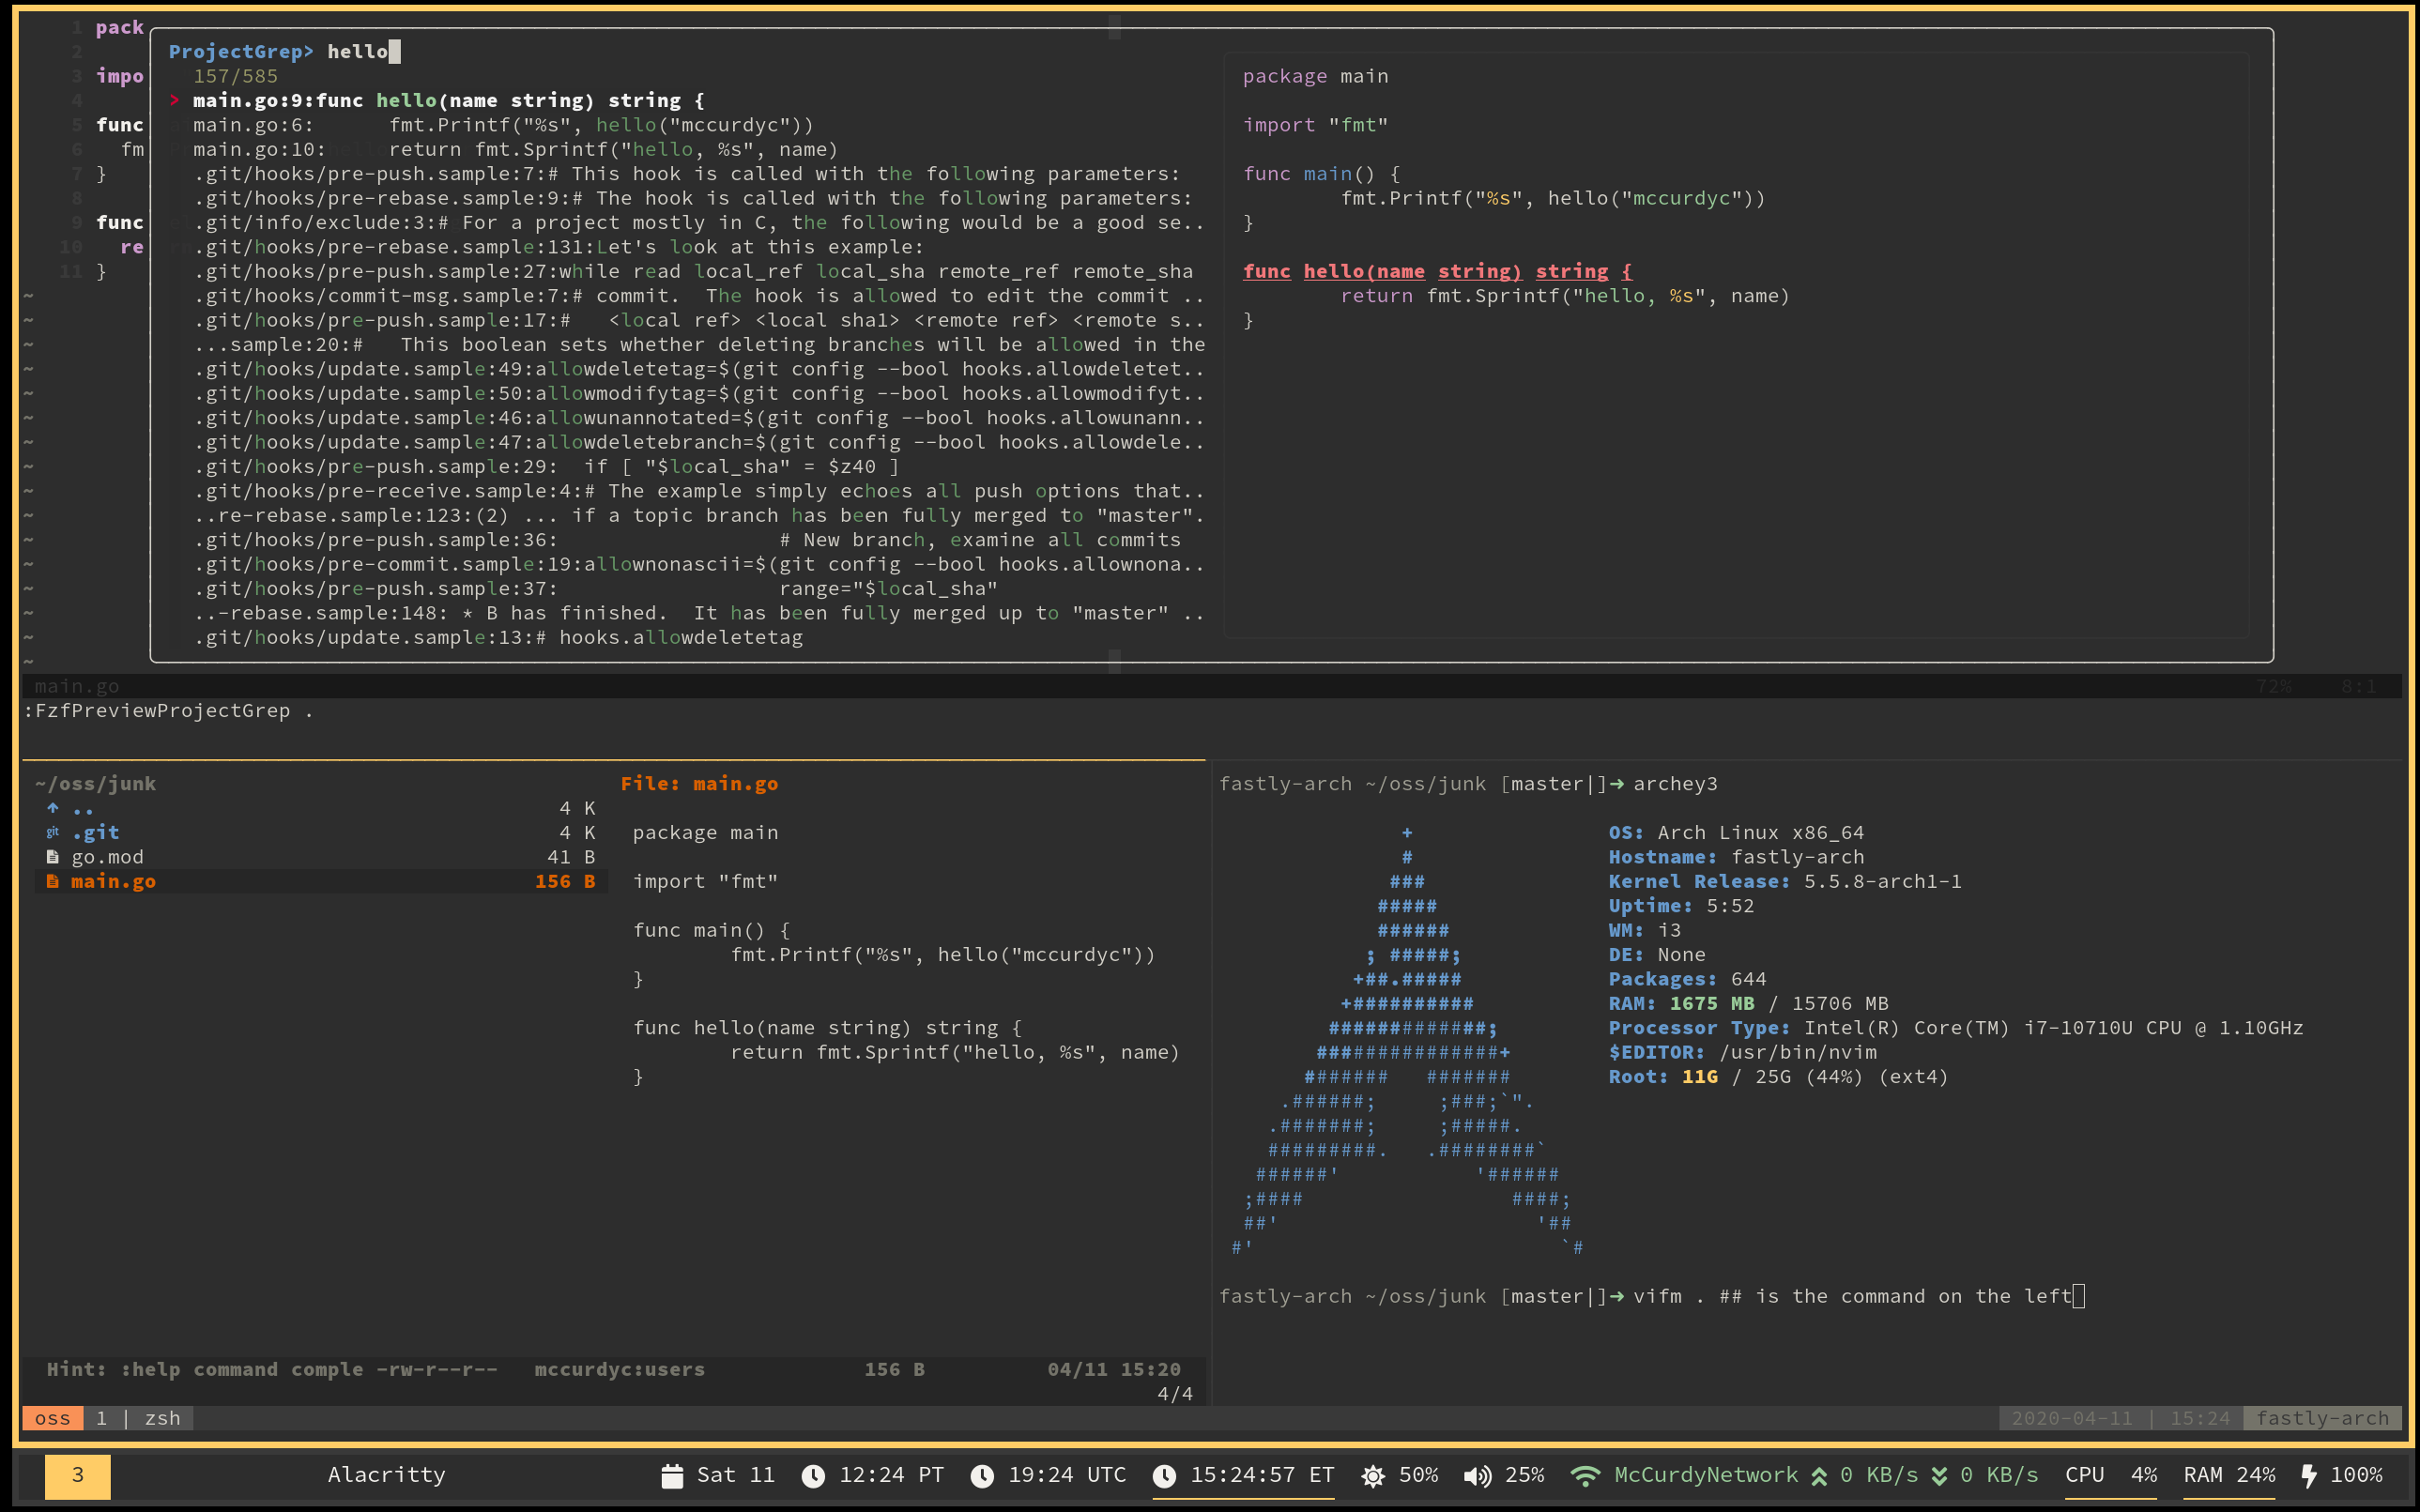 1 pack
2
3 impo
4
5 func
6 fm
7 }
8
9 func
10 re
11 }
ProjectGrep> hello
157/585
> main.go:9:func hello(name string) string {
main.go:6:      fmt.Printf("%s", hello("mccurdyc"))
main.go:10:     return fmt.Sprintf("hello, %s", name)
.git/hooks/pre-push.sample:7:# This hook is called with the following parameters:
.git/hooks/pre-rebase.sample:9:# The hook is called with the following parameters:
.git/info/exclude:3:# For a project mostly in C, the following would be a good se..
.git/hooks/pre-rebase.sample:131:Let's look at this example:
.git/hooks/pre-push.sample:27:while read local_ref local_sha remote_ref remote_sha
.git/hooks/commit-msg.sample:7:# commit.  The hook is allowed to edit the commit ..
.git/hooks/pre-push.sample:17:#   <local ref> <local sha1> <remote ref> <remote s..
...sample:20:#   This boolean sets whether deleting branches will be allowed in the
.git/hooks/update.sample:49:allowdeletetag=$(git config --bool hooks.allowdeletet..
.git/hooks/update.sample:50:allowmodifytag=$(git config --bool hooks.allowmodifyt..
.git/hooks/update.sample:46:allowunannotated=$(git config --bool hooks.allowunann..
.git/hooks/update.sample:47:allowdeletebranch=$(git config --bool hooks.allowdele..
.git/hooks/pre-push.sample:29:  if [ "$local_sha" = $z40 ]
.git/hooks/pre-receive.sample:4:# The example simply echoes all push options that..
..re-rebase.sample:123:(2) ... if a topic branch has been fully merged to "master".
.git/hooks/pre-push.sample:36:                  # New branch, examine all commits
.git/hooks/pre-commit.sample:19:allownonascii=$(git config --bool hooks.allownona..
.git/hooks/pre-push.sample:37:                  range="$local_sha"
..-rebase.sample:148: * B has finished.  It has been fully merged up to "master" ..
.git/hooks/update.sample:13:# hooks.allowdeletetag
package main
import "fmt"
func main() {
        fmt.Printf("%s", hello("mccurdyc"))
}
func hello(name string) string {
        return fmt.Sprintf("hello, %s", name)
}
main.go 72% 8:1
:FzfPreviewProjectGrep .
~/oss/junk
.. 4 K
git .git 4 K
go.mod 41 B
main.go 156 B
File: main.go
package main
import "fmt"
func main() {
        fmt.Printf("%s", hello("mccurdyc"))
}
func hello(name string) string {
        return fmt.Sprintf("hello, %s", name)
}
Hint: :help command comple -rw-r--r--   mccurdyc:users 156 B 04/11 15:20
4/4
fastly-arch ~/oss/junk [master|]➜ archey3
               +
               #
              ###
             #####
             ######
            ; #####;
           +##.#####
          +##########
         #############;
        ###############+
       #######   #######
     .######;     ;###;`".
    .#######;     ;#####.
    #########.   .########`
   ######'           '######
  ;####                 ####;
  ##'                     '##
 #'                         `#
OS: Arch Linux x86_64
Hostname: fastly-arch
Kernel Release: 5.5.8-arch1-1
Uptime: 5:52
WM: i3
DE: None
Packages: 644
RAM: 1675 MB / 15706 MB
Processor Type: Intel(R) Core(TM) i7-10710U CPU @ 1.10GHz
$EDITOR: /usr/bin/nvim
Root: 11G / 25G (44%) (ext4)
fastly-arch ~/oss/junk [master|]➜ vifm . ## is the command on the left
oss 1 | zsh 2020-04-11 | 15:24 fastly-arch
3 Alacritty Sat 11 12:24 PT 19:24 UTC 15:24:57 ET 50% 25% McCurdyNetwork 0 KB/s 0 KB/s CPU 4% RAM 24% 100%